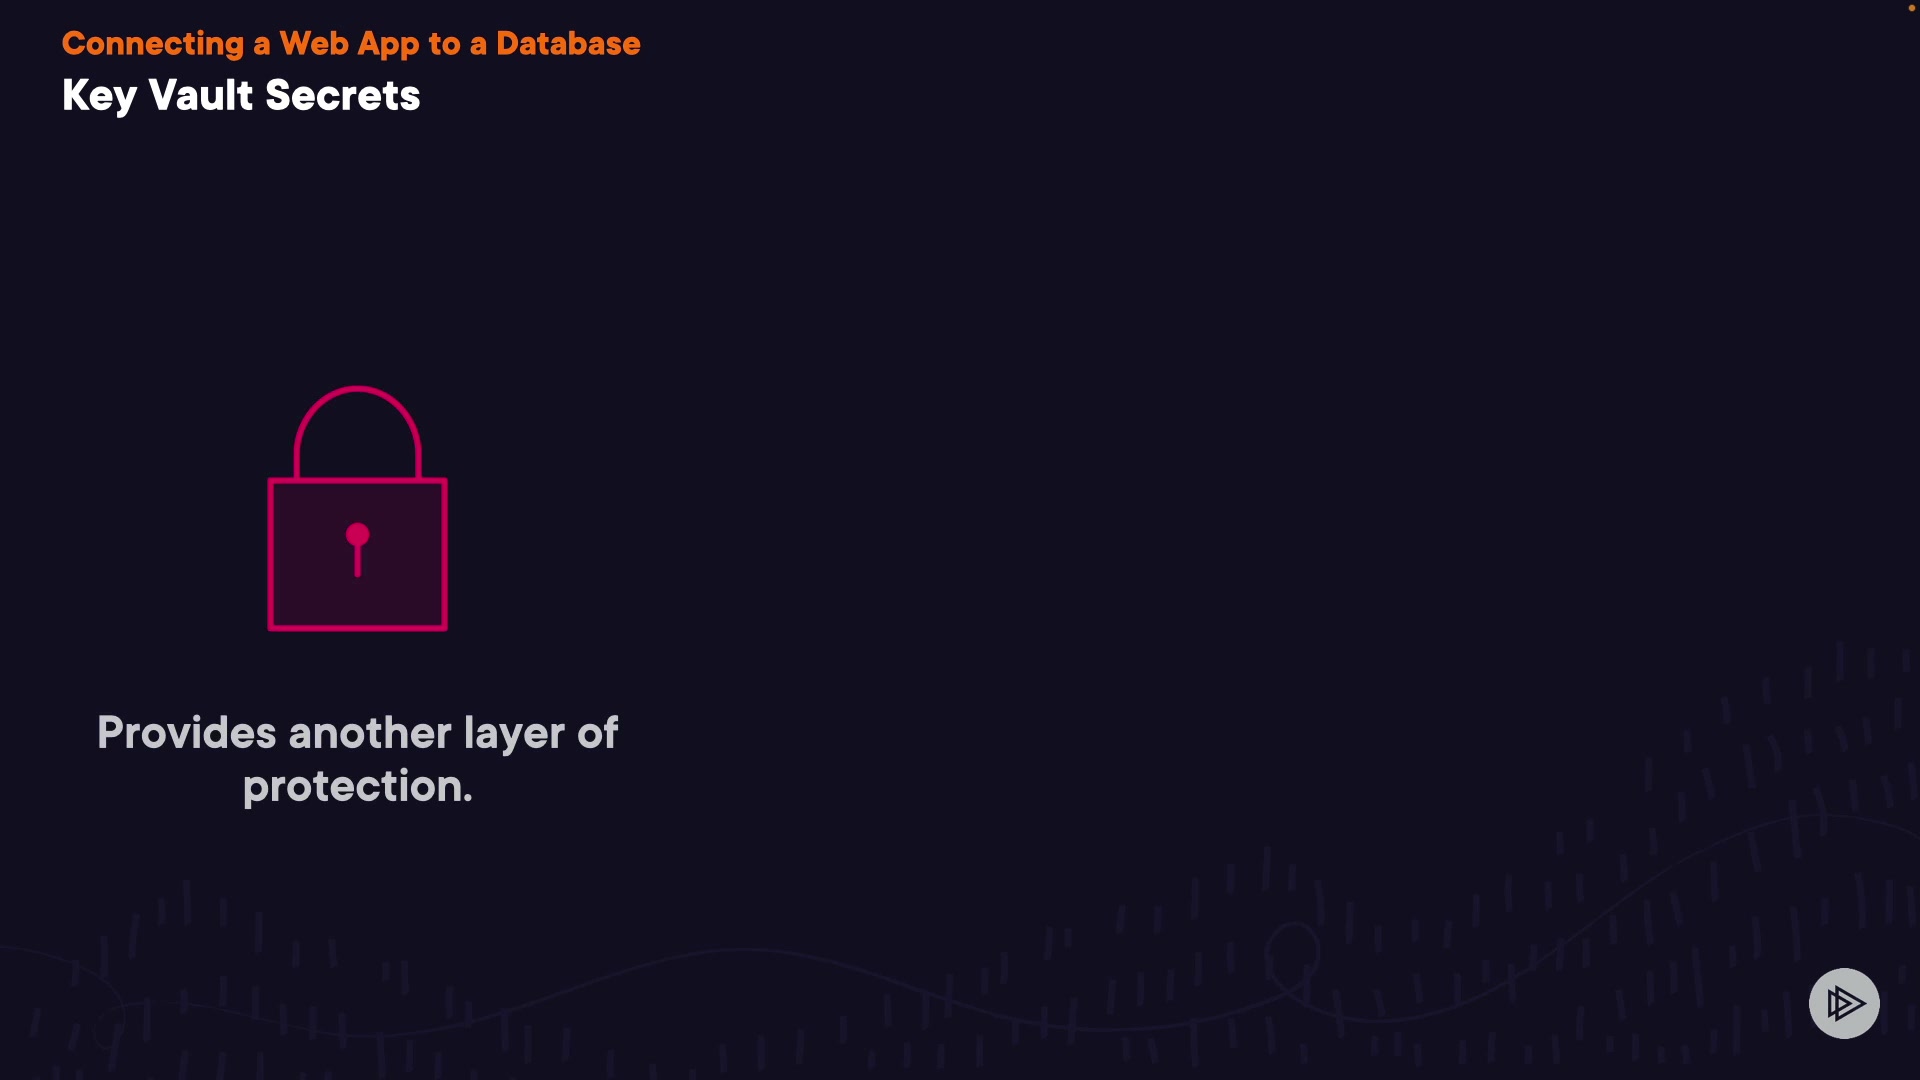 Connecting a Web App to a Database
Key Vault Secrets
Provides another layer of
protection.